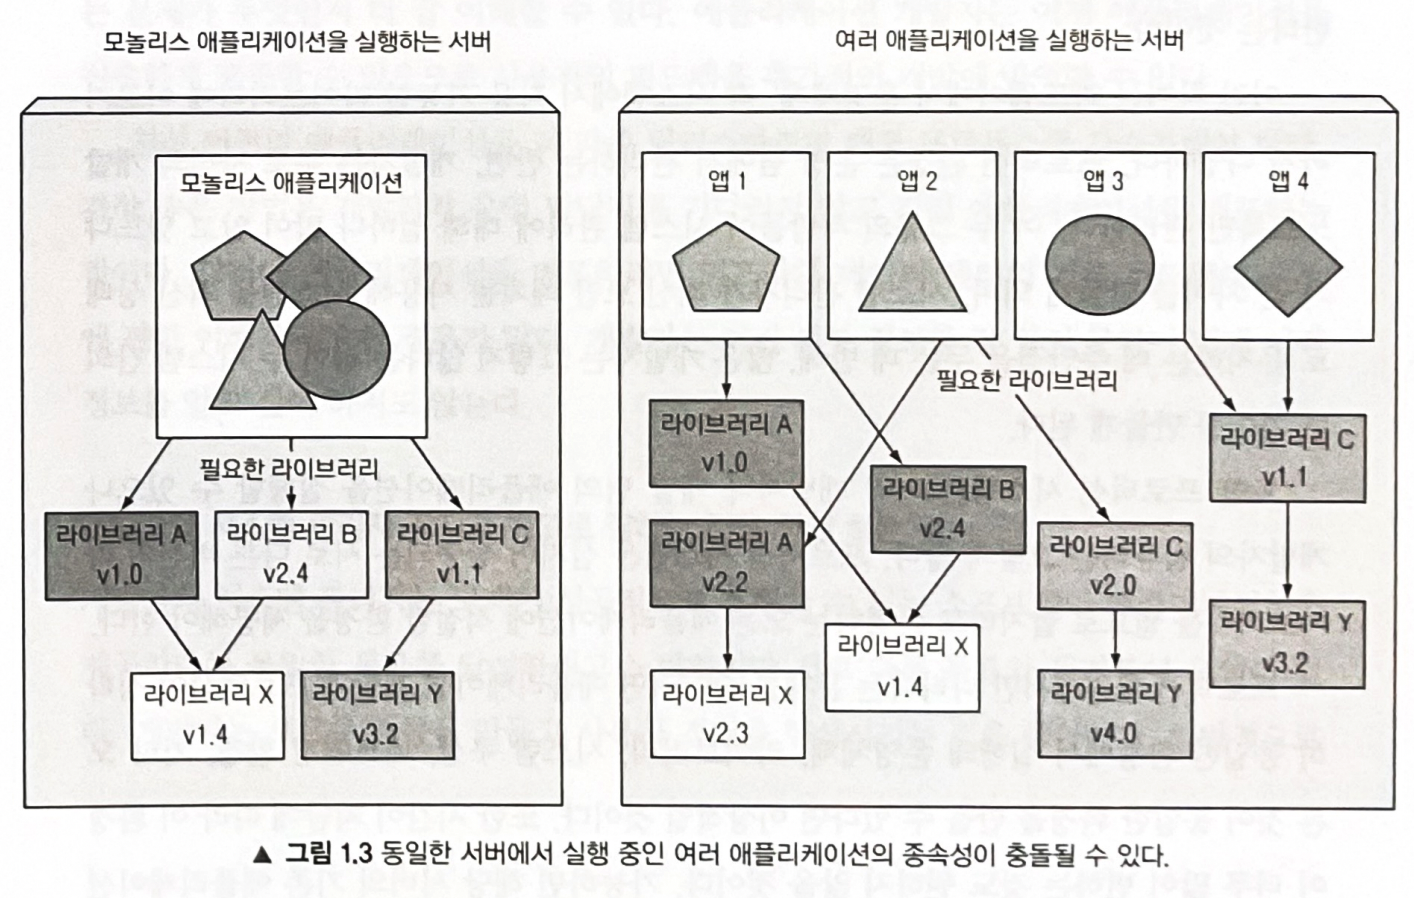 모놀리스 애플리케이션을 실행하는 서버
모놀리스 애플리케이션
필요한 라이브러리
라이브러리 A
v1.0
라이브러리 B
v2.4
라이브러리 C
v1.1
라이브러리 X
v1.4
라이브러리 Y
v3.2
여러 애플리케이션을 실행하는 서버
앱 1
앱 2
앱 3
앱 4
필요한 라이브러리
라이브러리 A
v1.0
라이브러리 B
v2.4
라이브러리 C
v1.1
라이브러리 A
v2.2
라이브러리 C
v2.0
라이브러리 X
v1.4
라이브러리 Y
v3.2
라이브러리 X
v2.3
라이브러리 Y
v4.0
▲ 그림 1.3 동일한 서버에서 실행 중인 여러 애플리케이션의 종속성이 충돌될 수 있다.